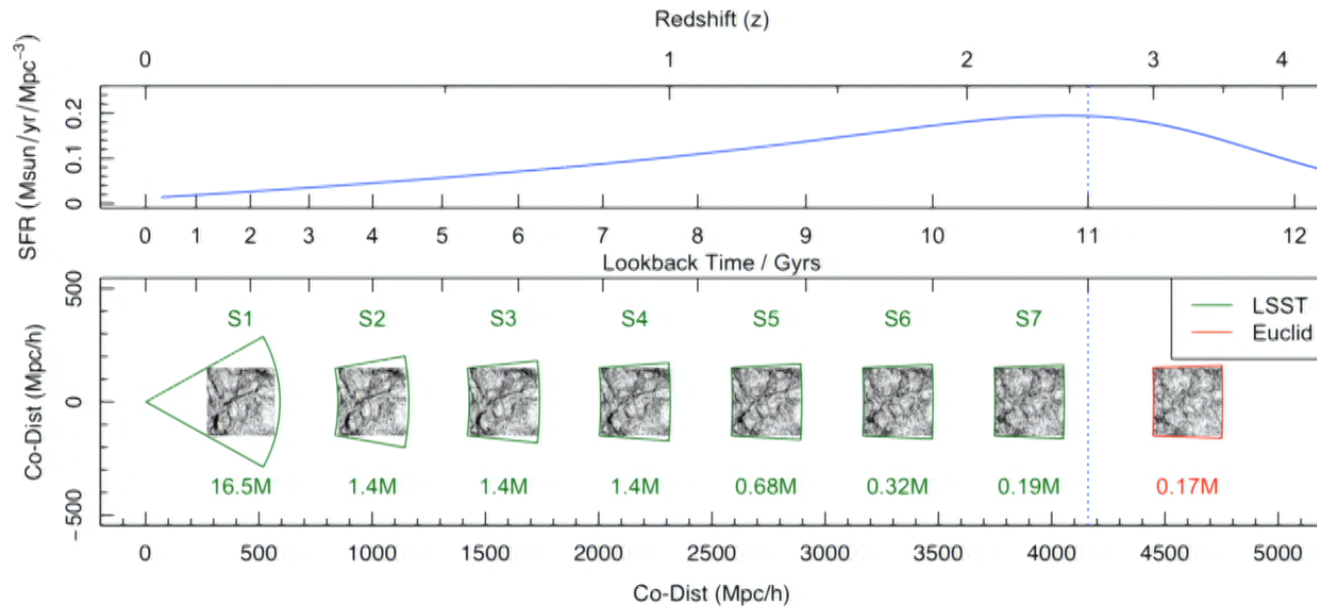 Redshift (z)
0 1 2 3 4
SFR (Msun/yr/Mpc⁻³)
0.2
0.1
0
0 1 2 3 4 5 6 7 8 9 10 11 12
Lookback Time / Gyrs
Co-Dist (Mpc/h)
500
0
-500
S1 S2 S3 S4 S5 S6 S7
LSST
Euclid
16.5M 1.4M 1.4M 1.4M 0.68M 0.32M 0.19M 0.17M
0 500 1000 1500 2000 2500 3000 3500 4000 4500 5000
Co-Dist (Mpc/h)